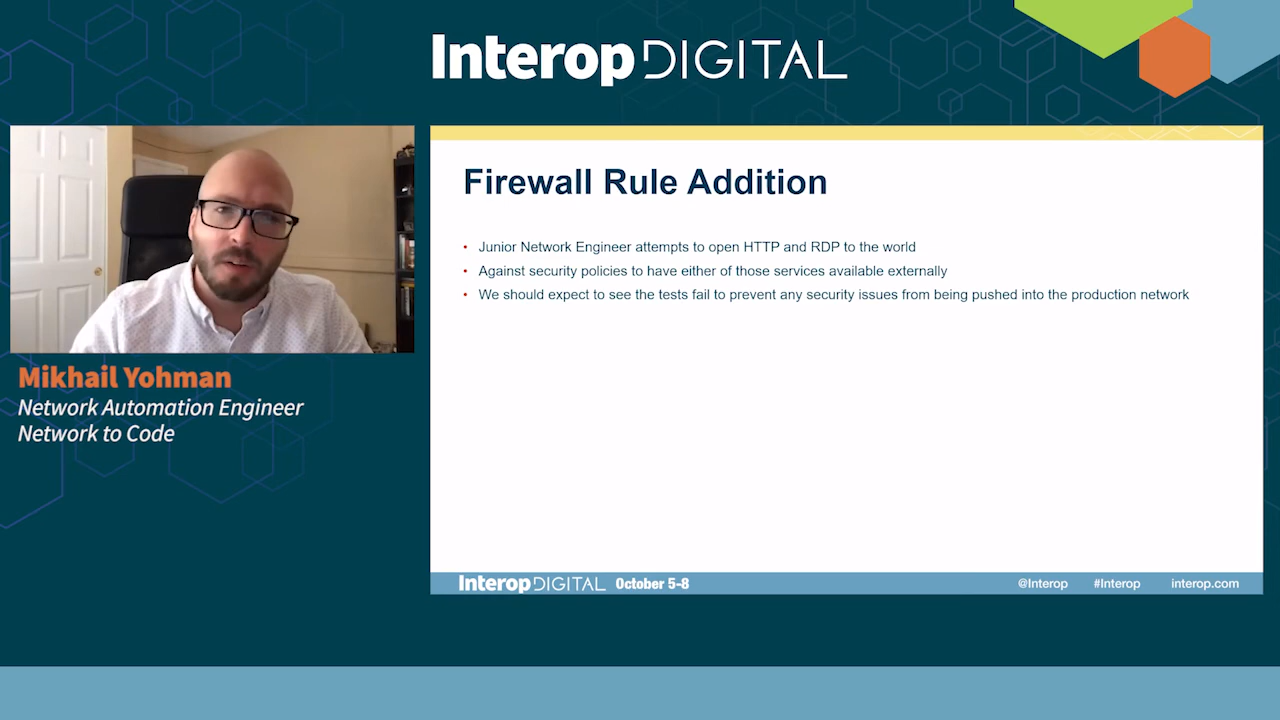 Interop DIGITAL
Mikhail Yohman
Network Automation Engineer
Network to Code
Firewall Rule Addition
• Junior Network Engineer attempts to open HTTP and RDP to the world
• Against security policies to have either of those services available externally
• We should expect to see the tests fail to prevent any security issues from being pushed into the production network
Interop DIGITAL October 5-8 @Interop #Interop interop.com